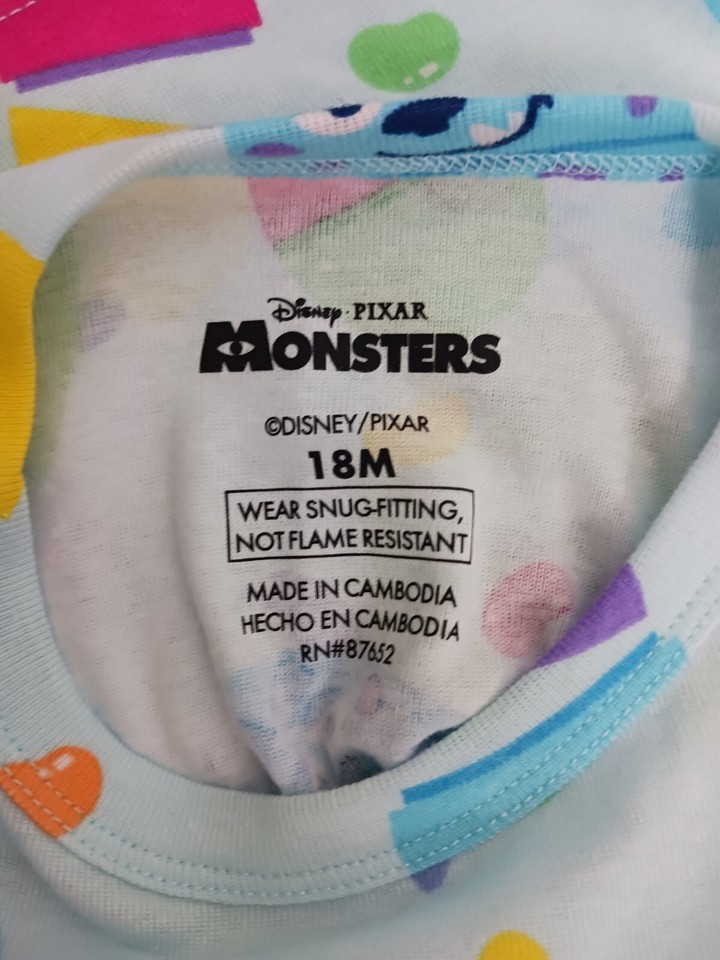 Disney · PIXAR
MONSTERS
©DISNEY/PIXAR
18M
WEAR SNUG-FITTING,
NOT FLAME RESISTANT
MADE IN CAMBODIA
HECHO EN CAMBODIA
RN#87652